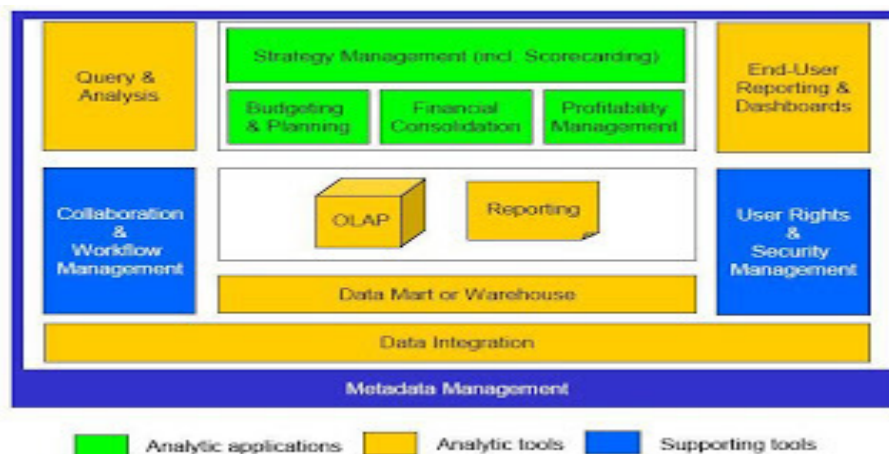 Query &
Analysis
Strategy Management (incl. Scorecarding)
Budgeting
& Planning
Financial
Consolidation
Profitability
Management
End-User
Reporting &
Dashboards
Collaboration
&
Workflow
Management
OLAP
Reporting
User Rights
&
Security
Management
Data Mart or Warehouse
Data Integration
Metadata Management
Analytic applications
Analytic tools
Supporting tools